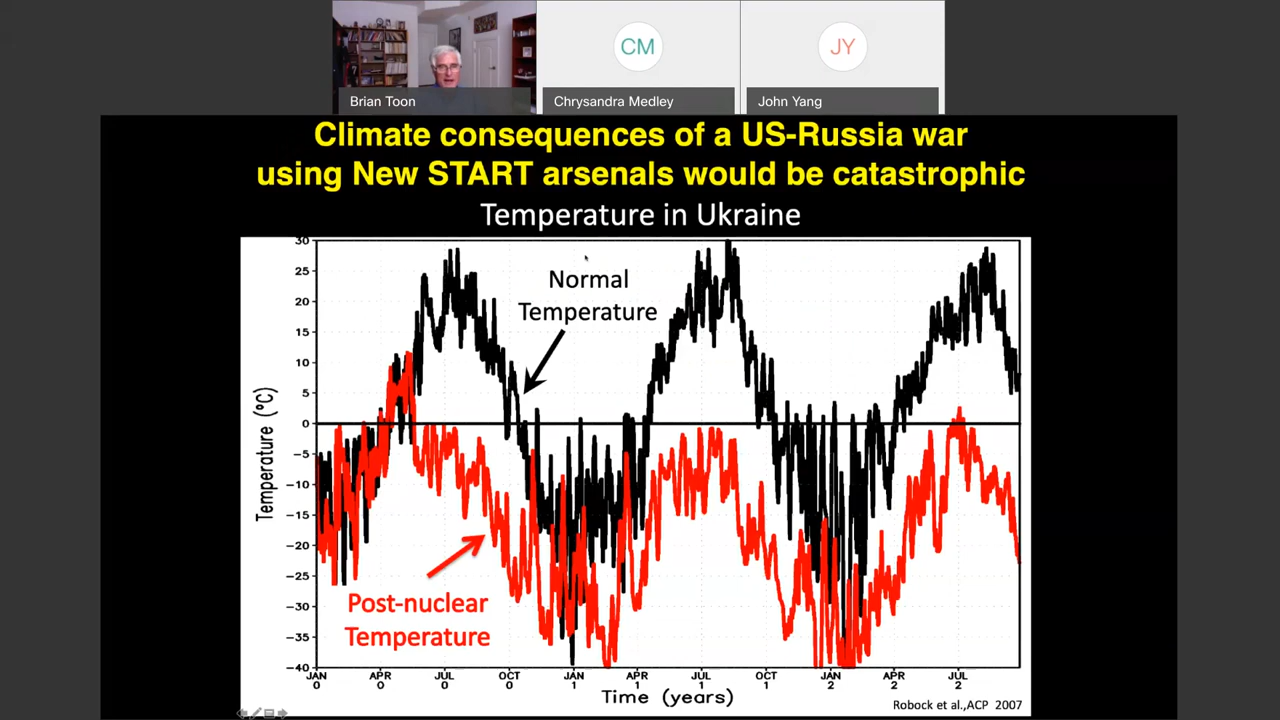 CM
JY
Brian Toon
Chrysandra Medley
John Yang
Climate consequences of a US-Russia war
using New START arsenals would be catastrophic
Temperature in Ukraine
30
25
20
15
10
5
0
-5
-10
-15
-20
-25
-30
-35
-40
Temperature (°C)
Normal
Temperature
Post-nuclear
Temperature
JAN APR JUL OCT JAN APR JUL OCT JAN APR JUL
0 0 0 0 1 1 1 1 2 2 2
Time (years)
Robock et al.,ACP 2007